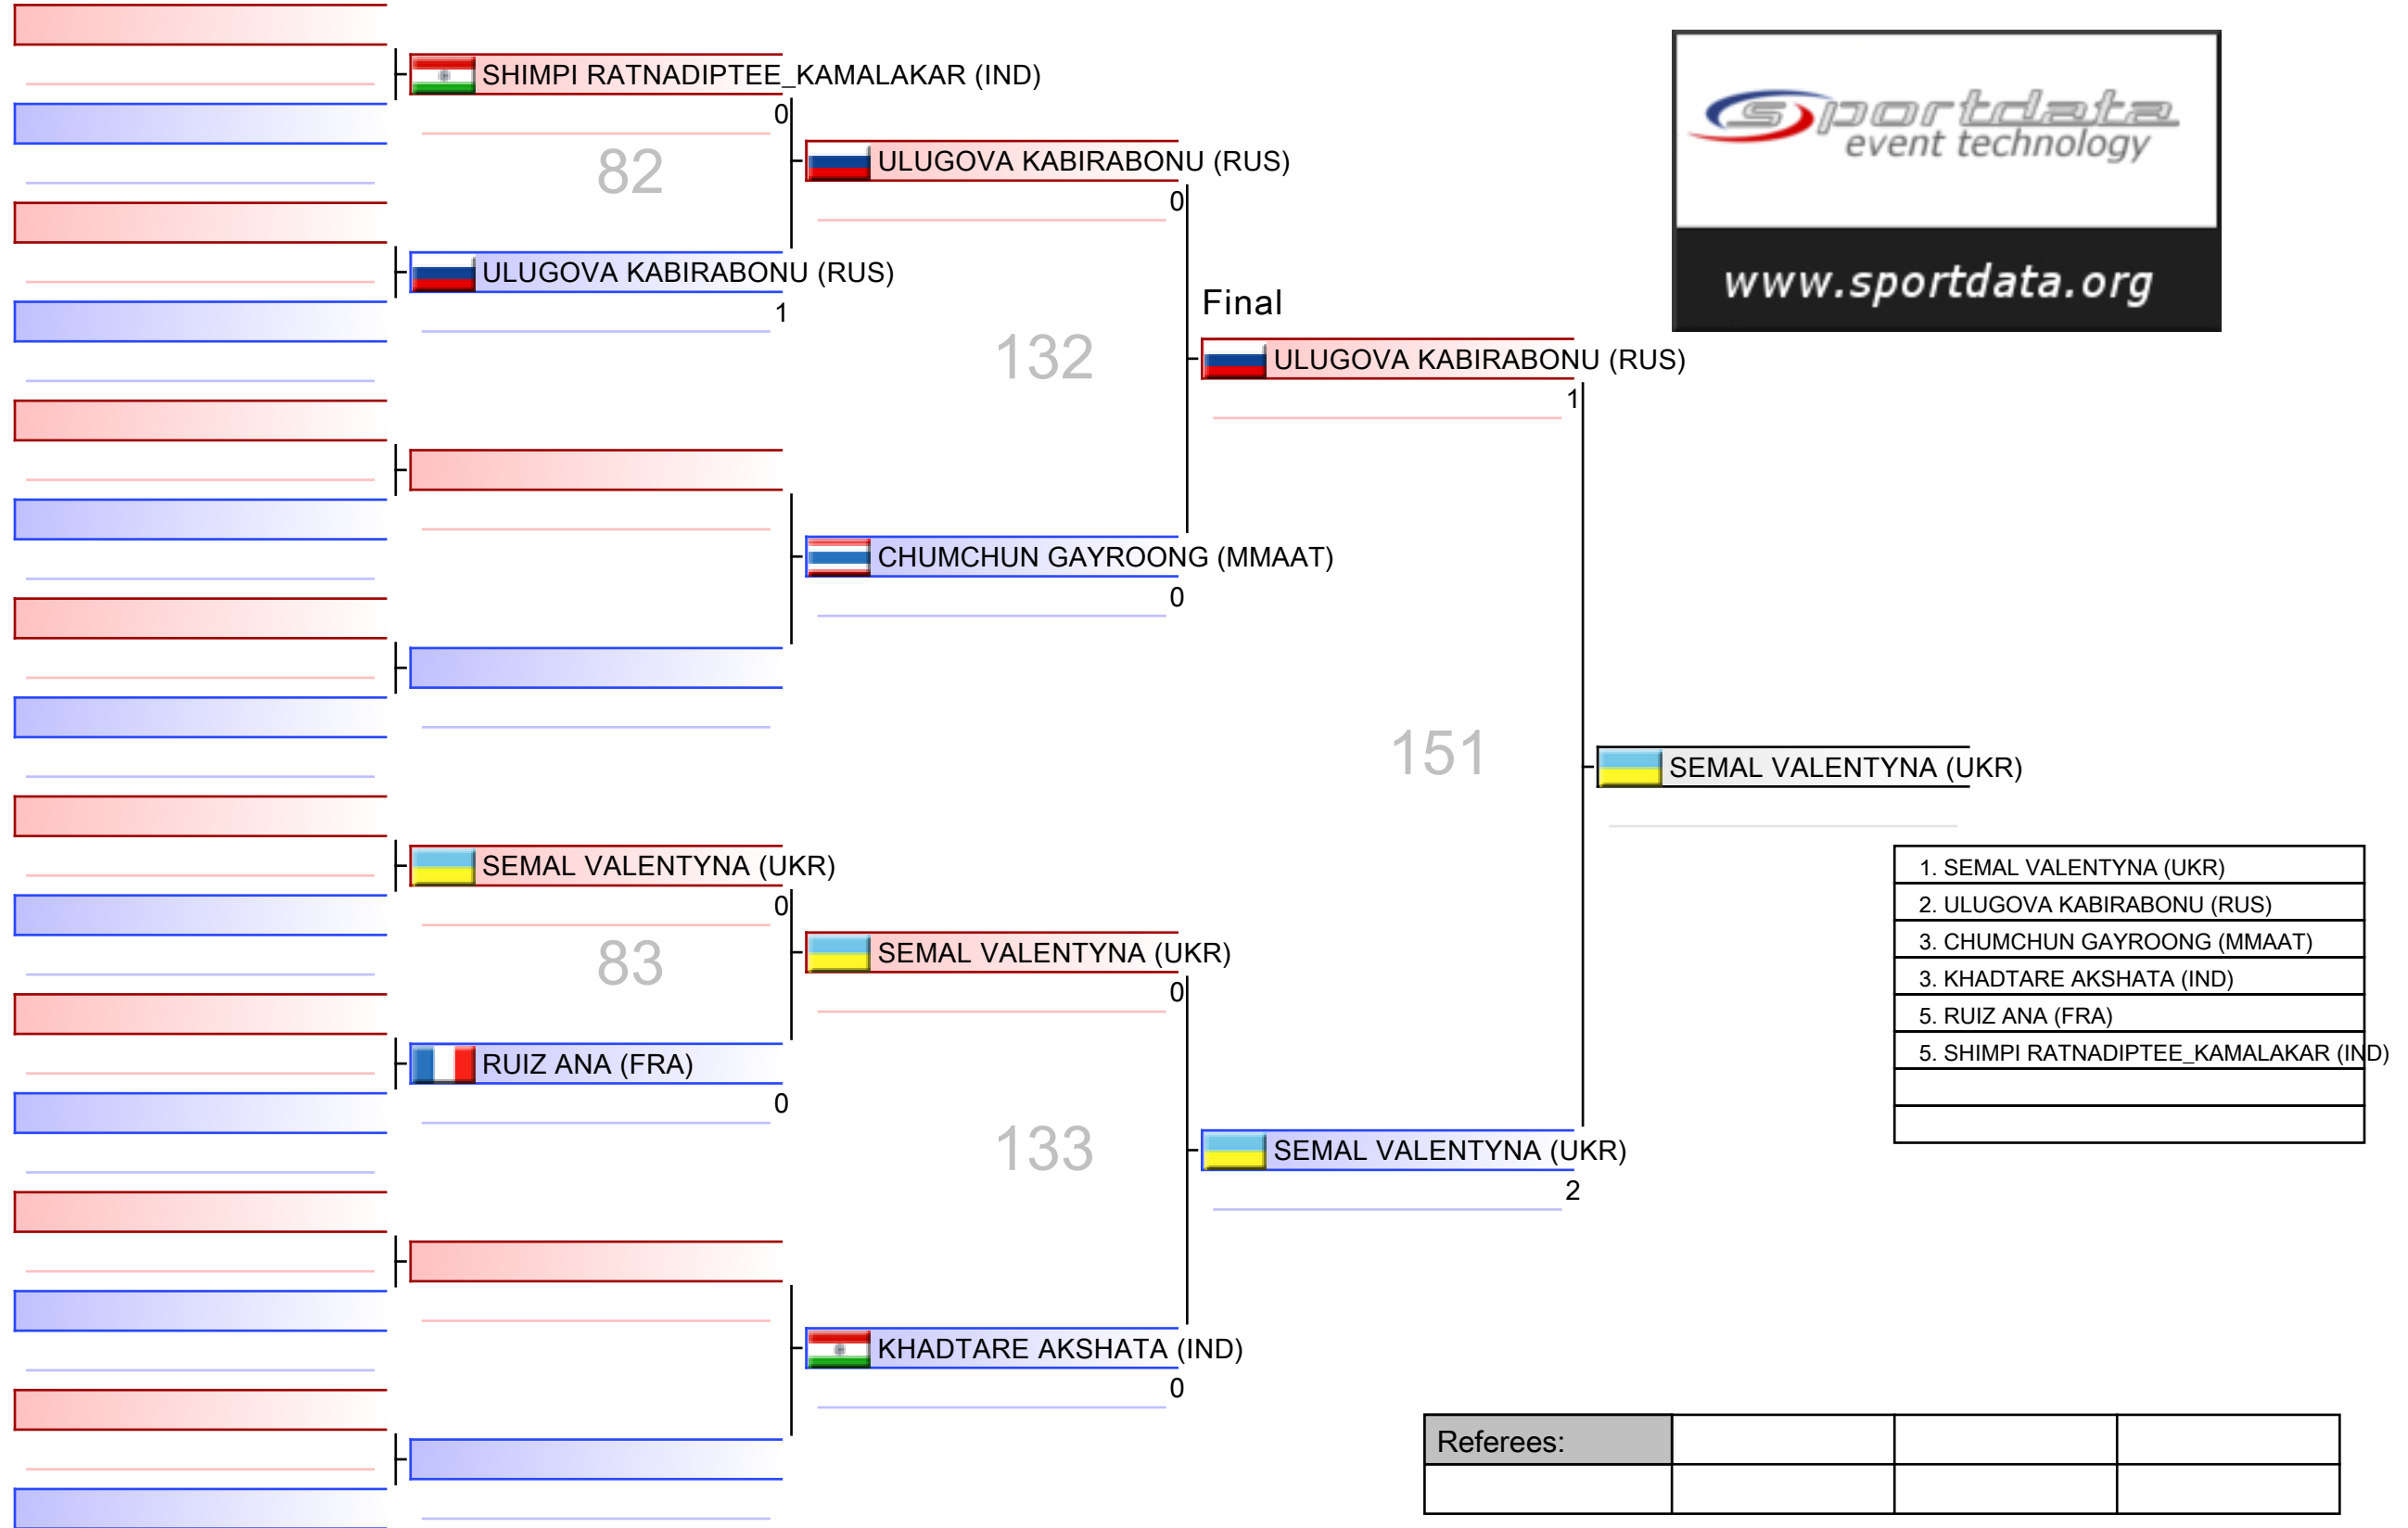 SHIMPI RATNADIPTEE_KAMALAKAR (IND)
0
82
ULUGOVA KABIRABONU (RUS)
0
ULUGOVA KABIRABONU (RUS)
1
132
Final
ULUGOVA KABIRABONU (RUS)
1
CHUMCHUN GAYROONG (MMAAT)
0
151
SEMAL VALENTYNA (UKR)
SEMAL VALENTYNA (UKR)
0
83
SEMAL VALENTYNA (UKR)
0
RUIZ ANA (FRA)
0
133
SEMAL VALENTYNA (UKR)
2
KHADTARE AKSHATA (IND)
0
sportdata
event technology
www.sportdata.org
1. SEMAL VALENTYNA (UKR)
2. ULUGOVA KABIRABONU (RUS)
3. CHUMCHUN GAYROONG (MMAAT)
3. KHADTARE AKSHATA (IND)
5. RUIZ ANA (FRA)
5. SHIMPI RATNADIPTEE_KAMALAKAR (IND)
Referees: